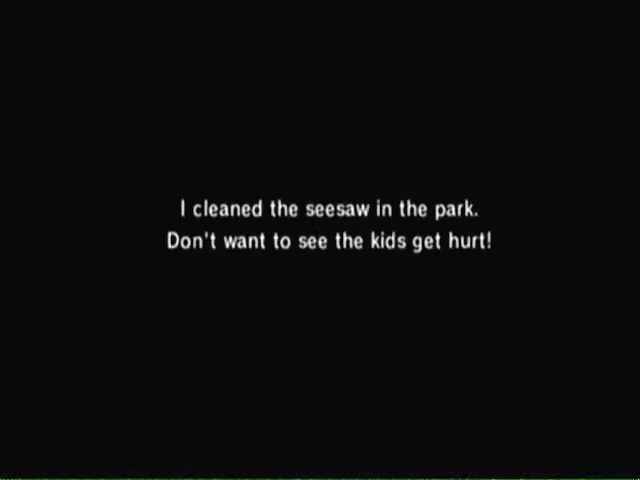 I cleaned the seesaw in the park.
Don't want to see the kids get hurt!